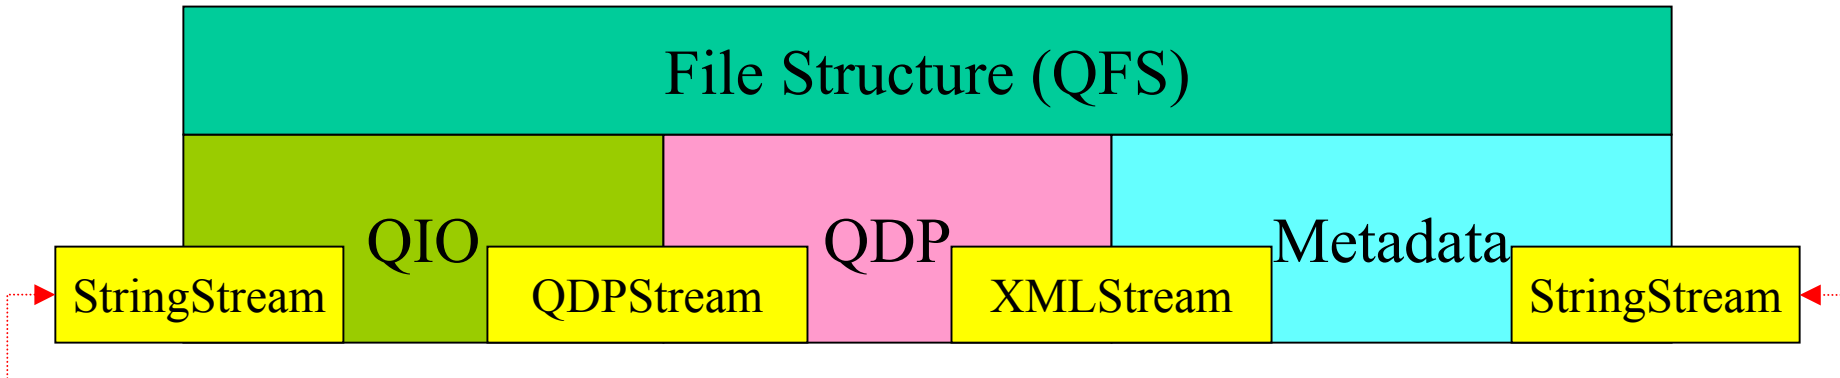 File Structure (QFS)
QIO
QDP
Metadata
StringStream
QDPStream
XMLStream
StringStream